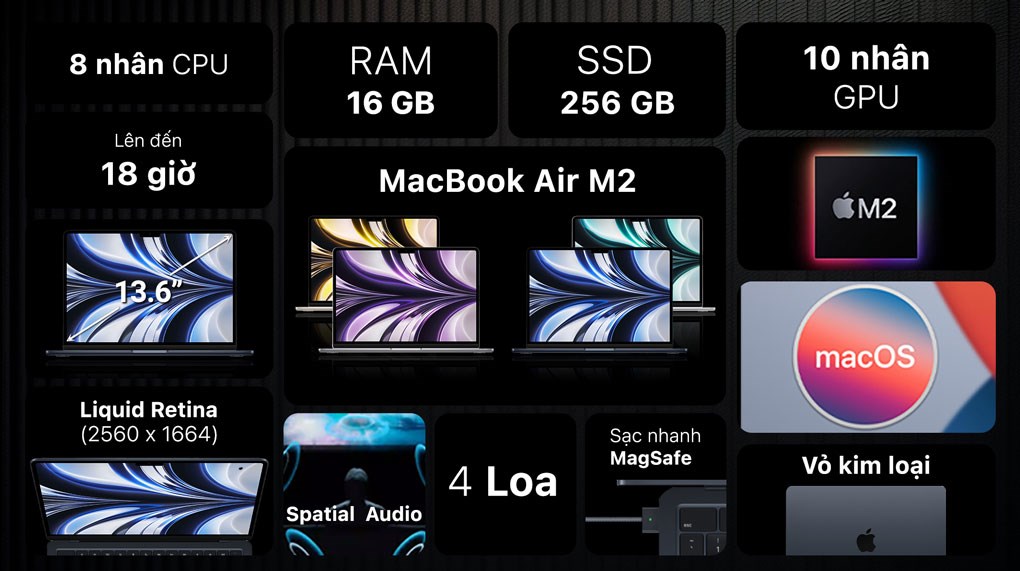 8 nhân CPU
RAM
16 GB
SSD
256 GB
10 nhân
GPU
Lên đến
18 giờ
MacBook Air M2
M2
13.6”
macOS
Liquid Retina
(2560 x 1664)
Spatial Audio
4 Loa
Sạc nhanh
MagSafe
esc
Vỏ kim loại